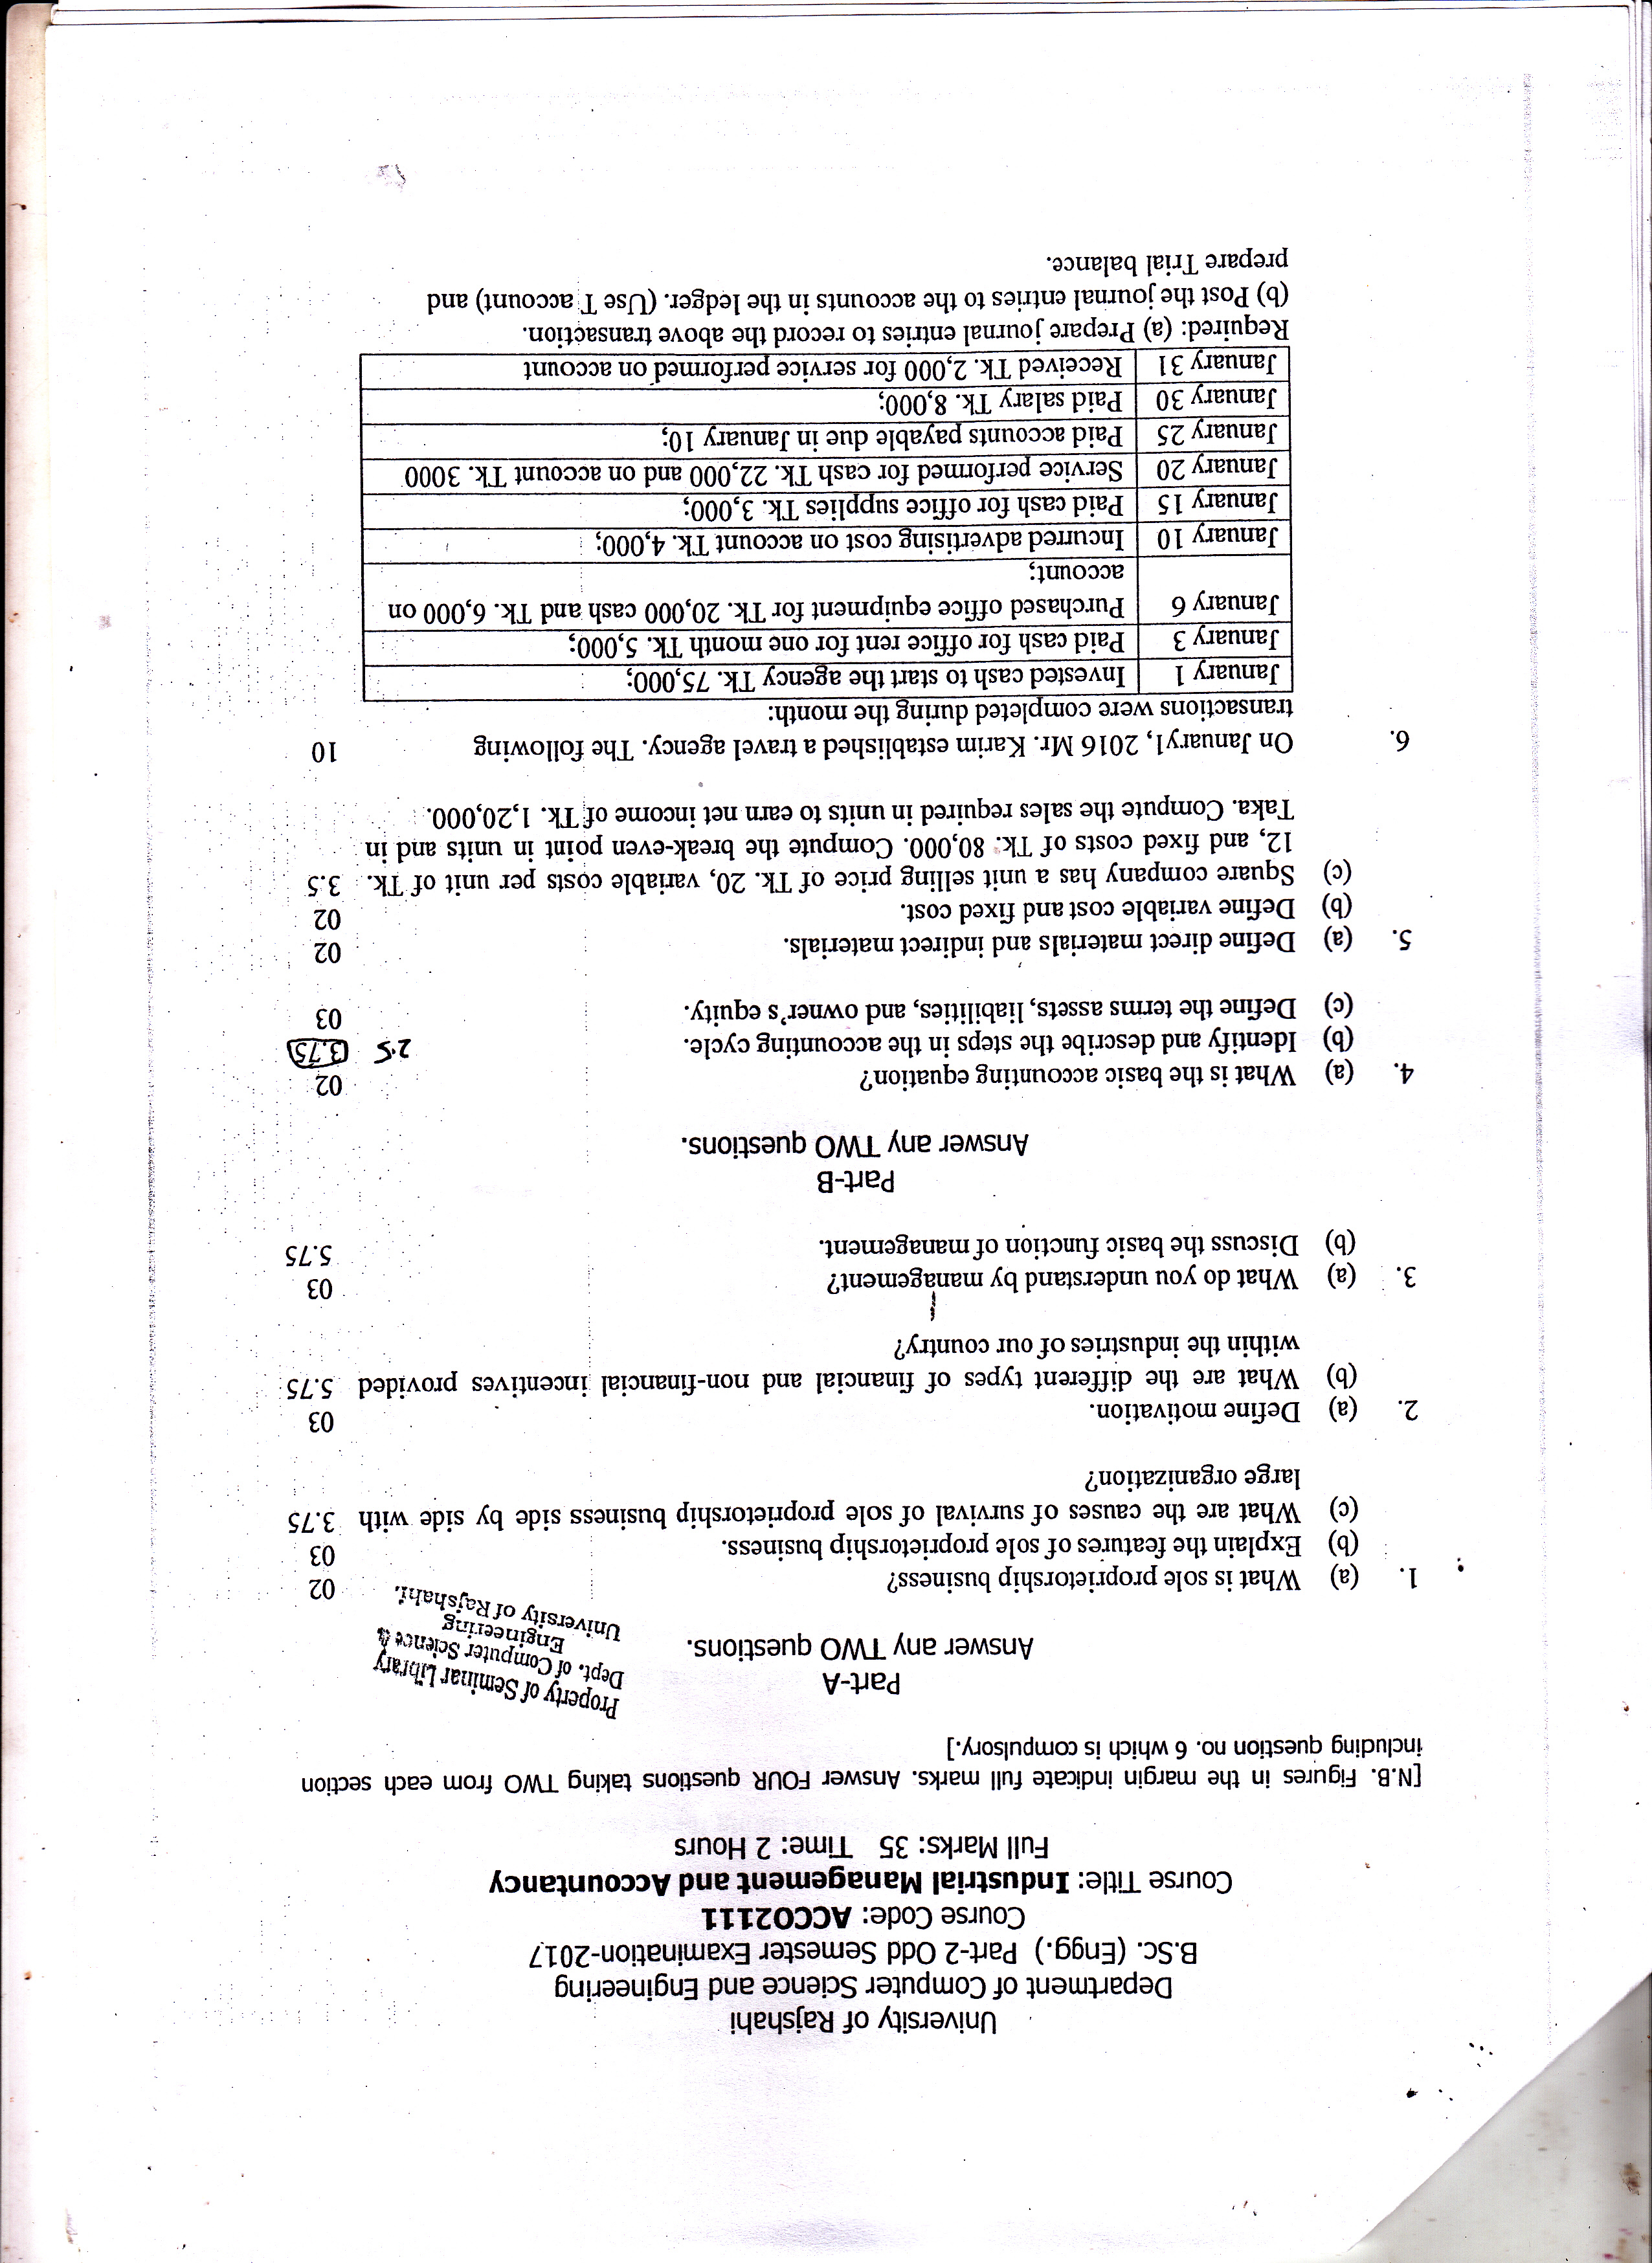 University of Rajshahi
Department of Computer Science and Engineering
B.Sc. (Engg.) Part-2 Odd Semester Examination-2017
Course Code: ACCO2111
Course Title: Industrial Management and Accountancy
Full Marks: 35 Time: 2 Hours
[N.B. Figures in the margin indicate full marks. Answer FOUR questions taking TWO from each section
including question no. 6 which is compulsory.]
Part-A
Answer any TWO questions.
Property of Seminar Library
Dept. of Computer Science &
Engineering
University of Rajshahi.
1. (a) What is sole proprietorship business? 02
(b) Explain the features of sole proprietorship business. 03
(c) What are the causes of survival of sole proprietorship business side by side with 3.75
large organization?
2. (a) Define motivation. 03
(b) What are the different types of financial and non-financial incentives provided 5.75
within the industries of our country?
3. (a) What do you understand by management? 03
(b) Discuss the basic function of management. 5.75
Part-B
Answer any TWO questions.
4. (a) What is the basic accounting equation? 02
(b) Identify and describe the steps in the accounting cycle. 2.5 3.75
(c) Define the terms assets, liabilities, and owner's equity. 03
5. (a) Define direct materials and indirect materials. 02
(b) Define variable cost and fixed cost. 02
(c) Square company has a unit selling price of Tk. 20, variable costs per unit of Tk. 3.5
12, and fixed costs of Tk. 80,000. Compute the break-even point in units and in
Taka. Compute the sales required in units to earn net income of Tk. 1,20,000.
6. On January1, 2016 Mr. Karim established a travel agency. The following 10
transactions were completed during the month:
January 1 Invested cash to start the agency Tk. 75,000;
January 3 Paid cash for office rent for one month Tk. 5,000;
January 6 Purchased office equipment for Tk. 20,000 cash and Tk. 6,000 on
account;
January 10 Incurred advertising cost on account Tk. 4,000;
January 15 Paid cash for office supplies Tk. 3,000;
January 20 Service performed for cash Tk. 22,000 and on account Tk. 3000
January 25 Paid accounts payable due in January 10;
January 30 Paid salary Tk. 8,000;
January 31 Received Tk. 2,000 for service performed on account
Required: (a) Prepare journal entries to record the above transaction.
(b) Post the journal entries to the accounts in the ledger. (Use T account) and
prepare Trial balance.